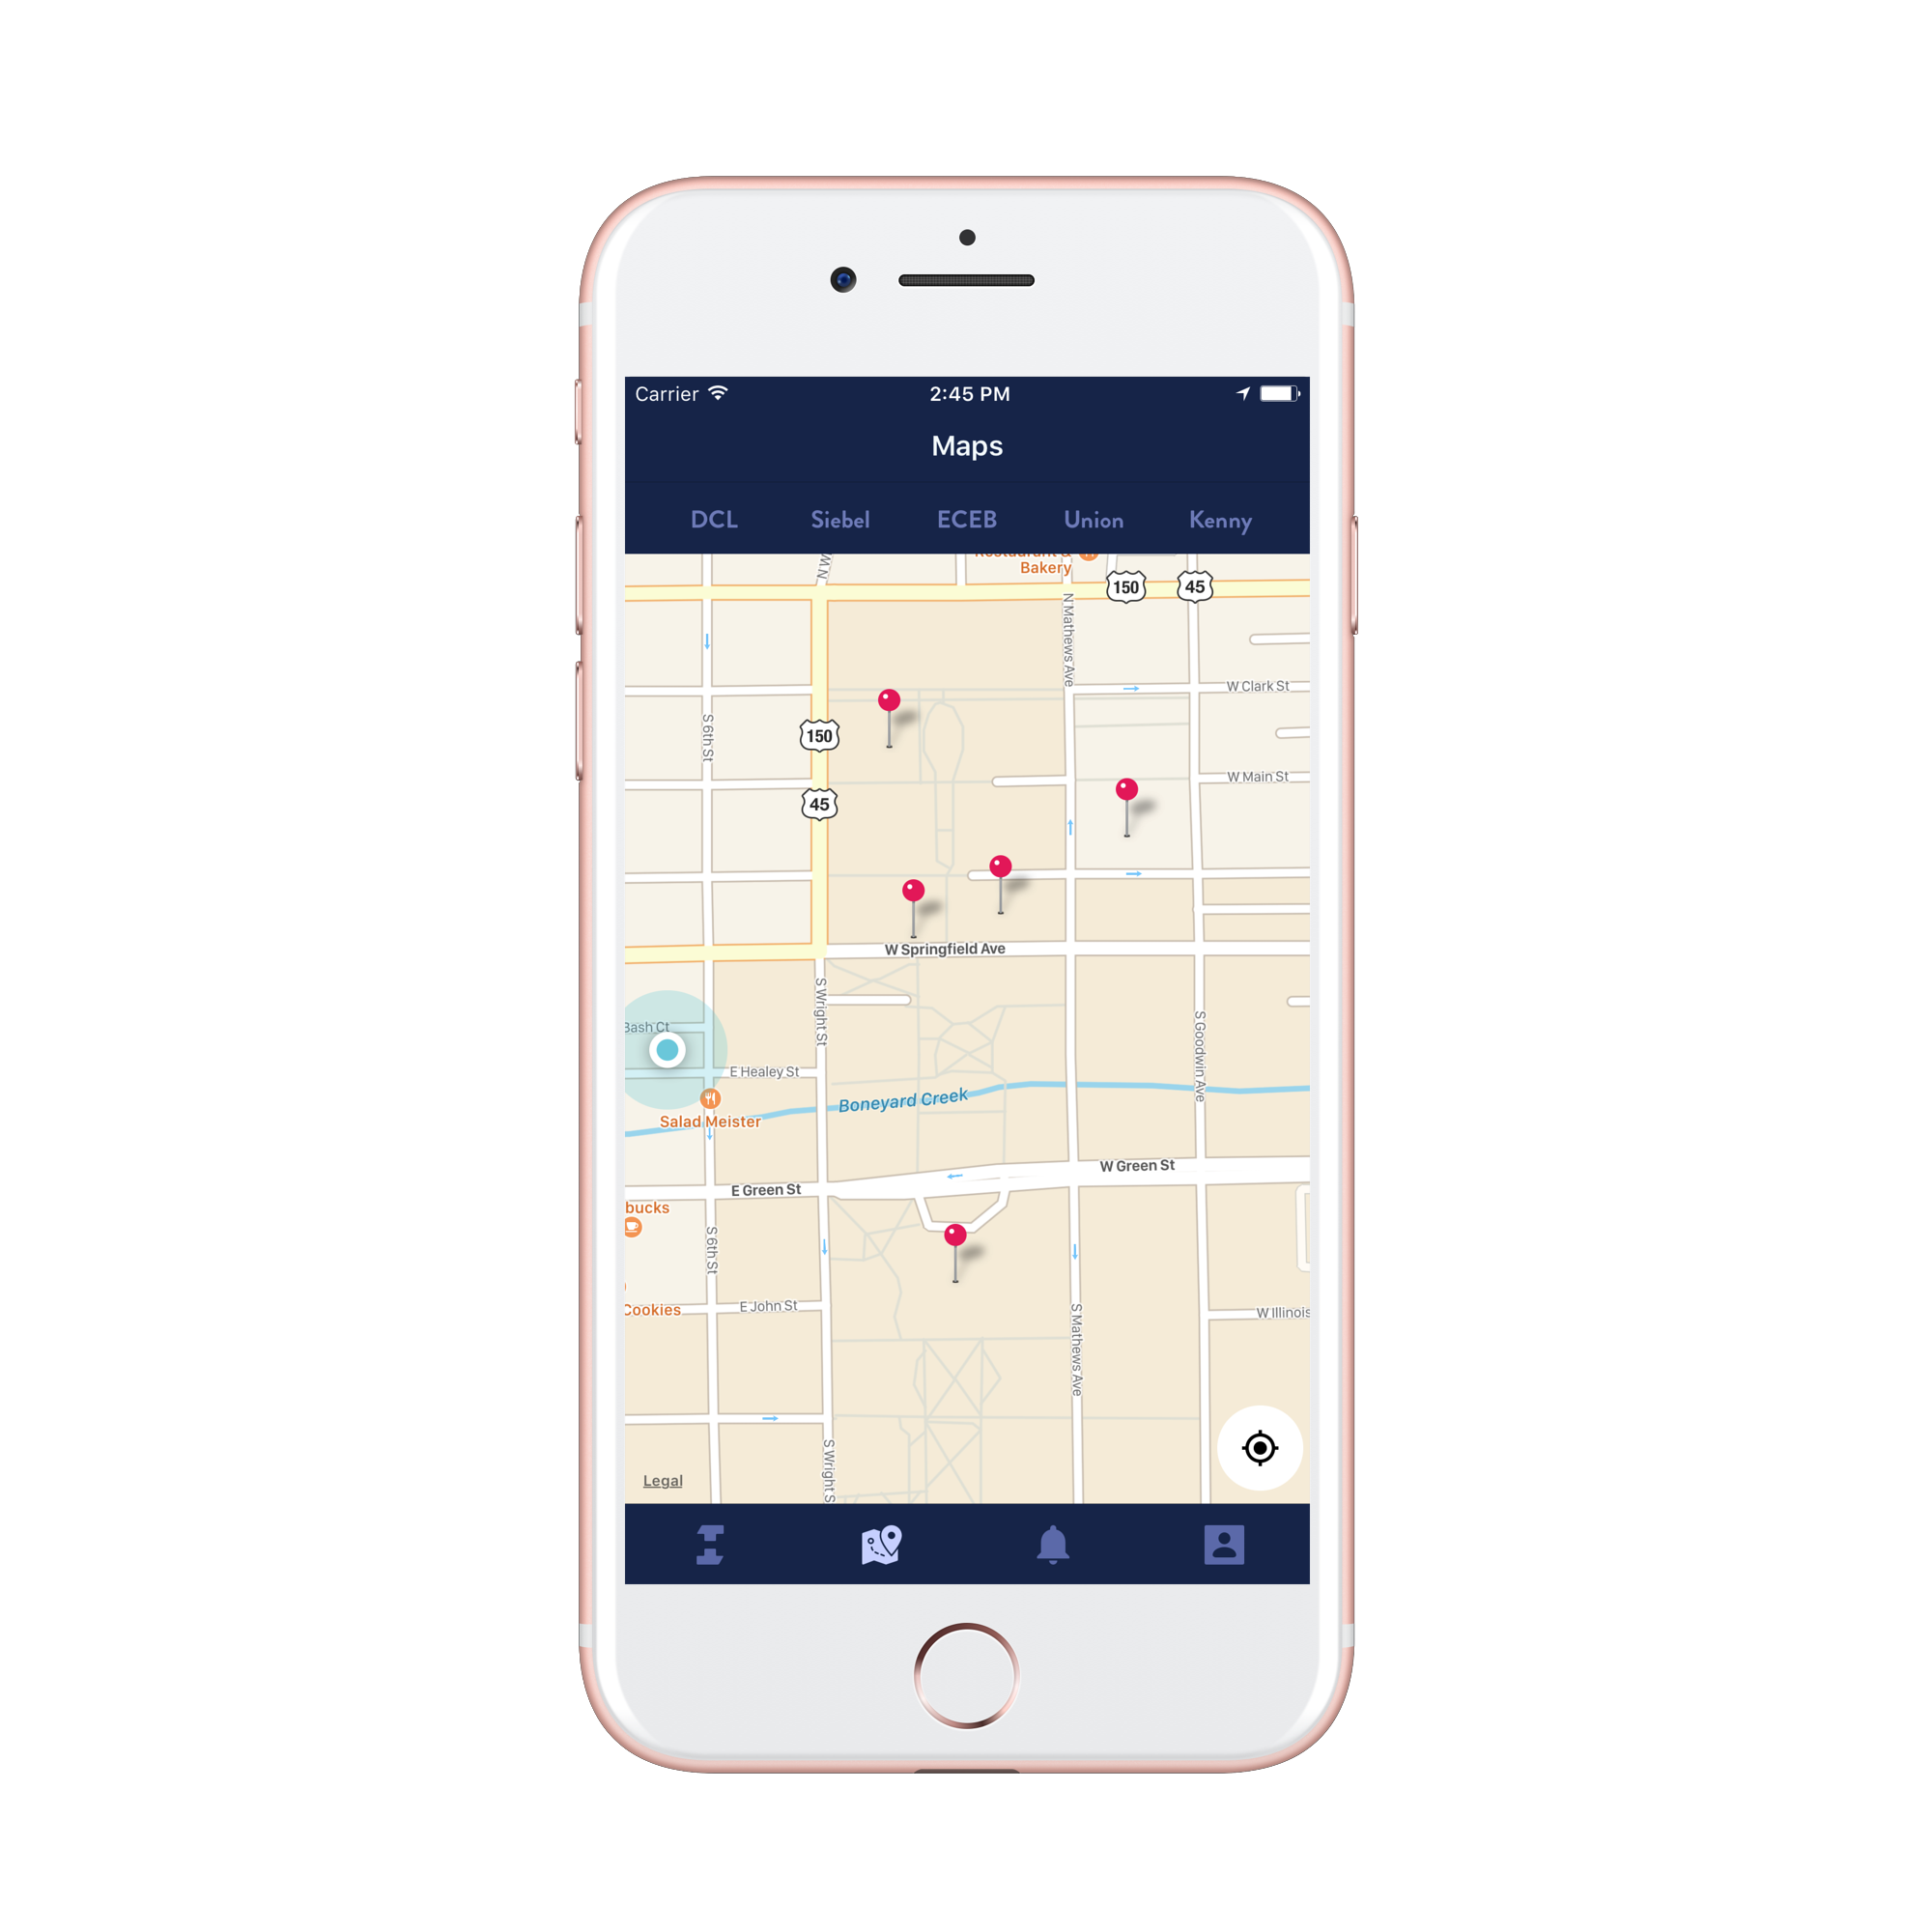 Carrier
2:45 PM
Maps
DCL Siebel ECEB Union Kenny
Bakery
150
45
N Mathews Ave
W Clark St
S 6th St
150
W Main St
45
W Springfield Ave
S Wright St
Bash Ct
S Goodwin Ave
E Healey St
Boneyard Creek
Salad Meister
W Green St
E Green St
bucks
S 6th St
E John St
Cookies
S Mathews Ave
W Illinois
S Wright S
Legal